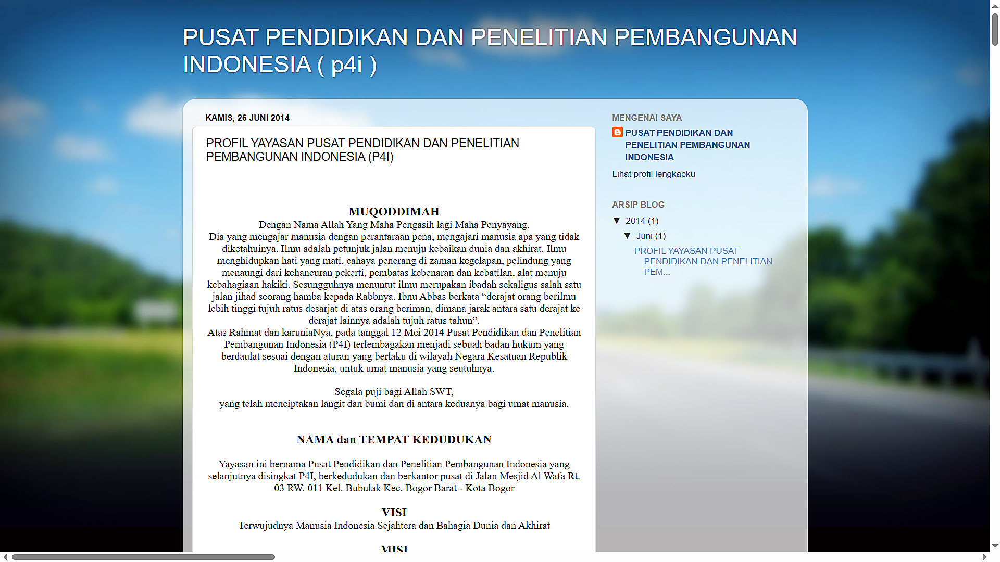 PUSAT PENDIDIKAN DAN PENELITIAN PEMBANGUNAN
INDONESIA ( p4i )
KAMIS, 26 JUNI 2014
PROFIL YAYASAN PUSAT PENDIDIKAN DAN PENELITIAN
PEMBANGUNAN INDONESIA (P4I)
MUQODDIMAH
Dengan Nama Allah Yang Maha Pengasih lagi Maha Penyayang.
Dia yang mengajar manusia dengan perantaraan pena, mengajari manusia apa yang tidak
diketahuinya. Ilmu adalah petunjuk jalan menuju kebaikan dunia dan akhirat. Ilmu
menghidupkan hati yang mati, cahaya penerang di zaman kegelapan, pelindung yang
menaungi dari kehancuran pekerti, pembatas kebenaran dan kebatilan, alat menuju
kebahagiaan hakiki. Sesungguhnya menuntut ilmu merupakan ibadah sekaligus salah satu
jalan jihad seorang hamba kepada Rabbnya. Ibnu Abbas berkata “derajat orang berilmu
lebih tinggi tujuh ratus desarjat di atas orang beriman, dimana jarak antara satu derajat ke
derajat lainnya adalah tujuh ratus tahun”.
Atas Rahmat dan karuniaNya, pada tanggal 12 Mei 2014 Pusat Pendidikan dan Penelitian
Pembangunan Indonesia (P4I) terlembagakan menjadi sebuah badan hukum yang
berdaulat sesuai dengan aturan yang berlaku di wilayah Negara Kesatuan Republik
Indonesia, untuk umat manusia yang seutuhnya.
Segala puji bagi Allah SWT,
yang telah menciptakan langit dan bumi dan di antara keduanya bagi umat manusia.
NAMA dan TEMPAT KEDUDUKAN
Yayasan ini bernama Pusat Pendidikan dan Penelitian Pembangunan Indonesia yang
selanjutnya disingkat P4I, berkedudukan dan berkantor pusat di Jalan Mesjid Al Wafa Rt.
03 RW. 011 Kel. Bubulak Kec. Bogor Barat - Kota Bogor
VISI
Terwujudnya Manusia Indonesia Sejahtera dan Bahagia Dunia dan Akhirat
MISI
MENGENAI SAYA
PUSAT PENDIDIKAN DAN
PENELITIAN PEMBANGUNAN
INDONESIA
Lihat profil lengkapku
ARSIP BLOG
▼ 2014 (1)
▼ Juni (1)
PROFIL YAYASAN PUSAT
PENDIDIKAN DAN PENELITIAN
PEM...